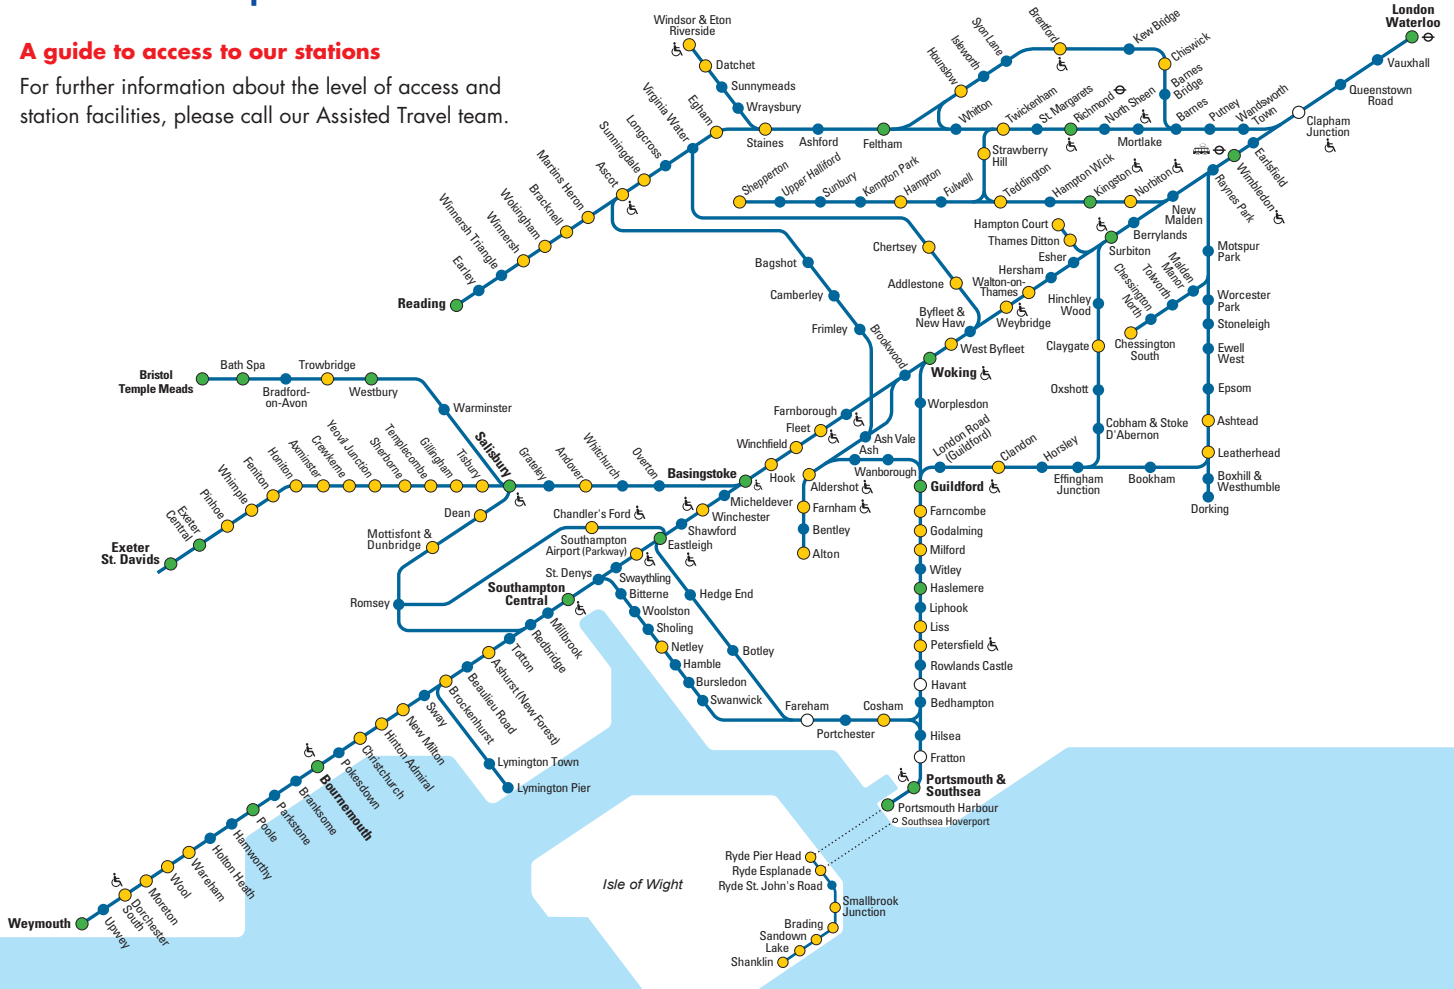 A guide to access to our stations
For further information about the level of access and
station facilities, please call our Assisted Travel team.
Windsor & Eton
Riverside
Datchet
Sunnymeads
Wraysbury
Virginia Water
Egham
Longcross
Sunningdale
Ascot
Martins Heron
Bracknell
Wokingham
Winnersh
Winnersh Triangle
Earley
Reading
Staines
Ashford
Feltham
Hounslow
Isleworth
Syon Lane
Brentford
Kew Bridge
Chiswick
Barnes
Bridge
Whitton
Twickenham
St. Margarets
Richmond
North Sheen
Mortlake
Barnes
Putney
Wandsworth
Town
London
Waterloo
Vauxhall
Queenstown
Road
Clapham
Junction
Earlsfield
Wimbledon
Raynes Park
Strawberry
Hill
Shepperton
Upper Halliford
Sunbury
Kempton Park
Hampton
Fulwell
Teddington
Hampton Wick
Kingston
Norbiton
New
Malden
Berrylands
Surbiton
Hampton Court
Thames Ditton
Esher
Hersham
Walton-on-
Thames
Weybridge
Byfleet &
New Haw
West Byfleet
Woking
Chertsey
Addlestone
Bagshot
Camberley
Frimley
Brookwood
Motspur
Park
Malden
Manor
Tolworth
Chessington
North
Chessington
South
Worcester
Park
Stoneleigh
Ewell
West
Epsom
Ashtead
Leatherhead
Boxhill &
Westhumble
Dorking
Hinchley
Wood
Claygate
Oxshott
Cobham & Stoke
D'Abernon
Bookham
Effingham
Junction
Horsley
Clandon
London Road
(Guildford)
Worplesdon
Guildford
Farnborough
Fleet
Winchfield
Hook
Basingstoke
Ash Vale
Ash
Wanborough
Aldershot
Farnham
Bentley
Alton
Bristol
Temple Meads
Bath Spa
Bradford-
on-Avon
Trowbridge
Westbury
Warminster
Salisbury
Grateley
Andover
Whitchurch
Overton
Tisbury
Gillingham
Templecombe
Sherborne
Yeovil Junction
Crewkerne
Axminster
Honiton
Feniton
Whimple
Pinhoe
Exeter
Central
Exeter
St. Davids
Dean
Mottisfont &
Dunbridge
Romsey
Chandler's Ford
Micheldever
Winchester
Shawford
Eastleigh
Southampton
Airport (Parkway)
Swaythling
St. Denys
Southampton
Central
Millbrook
Redbridge
Totton
Ashurst (New Forest)
Beaulieu Road
Brockenhurst
Sway
New Milton
Hinton Admiral
Christchurch
Pokesdown
Bournemouth
Branksome
Parkstone
Poole
Hamworthy
Holton Heath
Wareham
Wool
Moreton
Dorchester
South
Upwey
Weymouth
Lymington Town
Lymington Pier
Bitterne
Woolston
Sholing
Netley
Hamble
Bursledon
Swanwick
Hedge End
Botley
Fareham
Portchester
Cosham
Farncombe
Godalming
Milford
Witley
Haslemere
Liphook
Liss
Petersfield
Rowlands Castle
Havant
Bedhampton
Hilsea
Fratton
Portsmouth &
Southsea
Portsmouth Harbour
Southsea Hoverport
Isle of Wight
Ryde Pier Head
Ryde Esplanade
Ryde St. John's Road
Smallbrook
Junction
Brading
Sandown
Lake
Shanklin